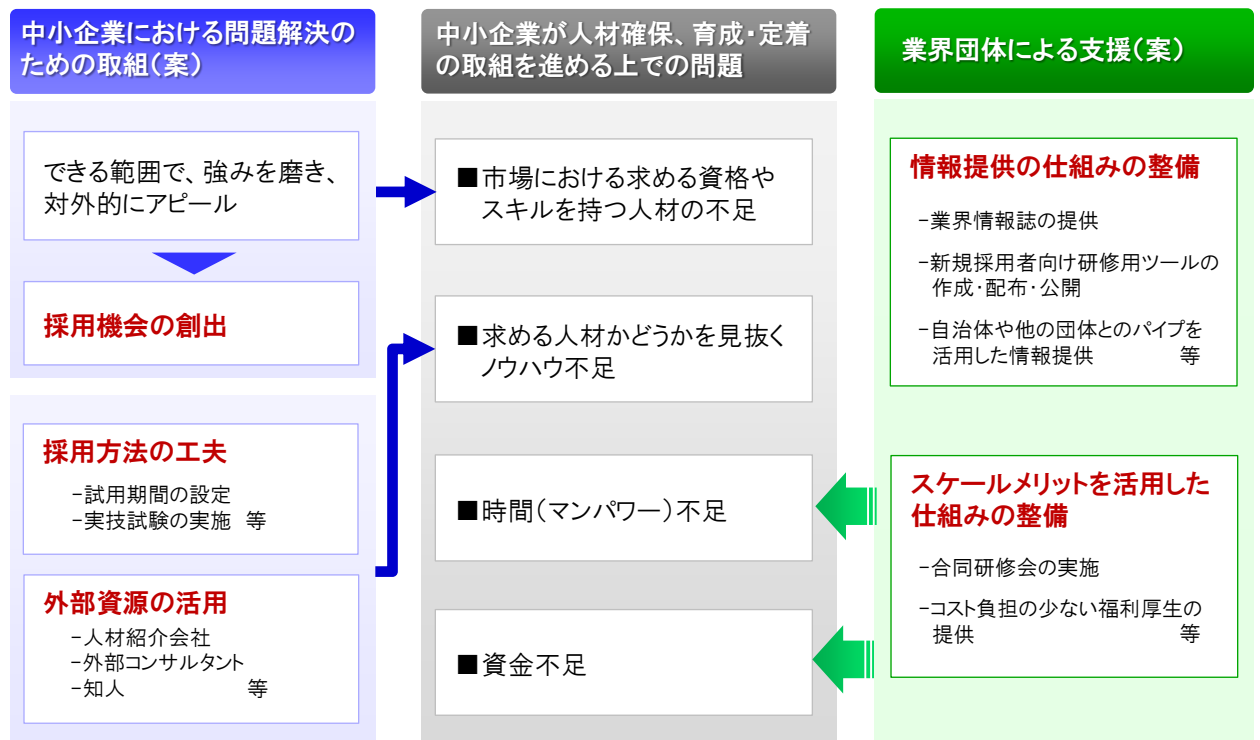 中小企業における問題解決の
ための取組(案)
できる範囲で、強みを磨き、
対外的にアピール
採用機会の創出
採用方法の工夫
-試用期間の設定
-実技試験の実施 等
外部資源の活用
-人材紹介会社
-外部コンサルタント
-知人 等
中小企業が人材確保、育成・定着
の取組を進める上での問題
■市場における求める資格や
スキルを持つ人材の不足
■求める人材かどうかを見抜く
ノウハウ不足
■時間(マンパワー)不足
■資金不足
業界団体による支援(案)
情報提供の仕組みの整備
-業界情報誌の提供
-新規採用者向け研修用ツールの
作成・配布・公開
-自治体や他の団体とのパイプを
活用した情報提供 等
スケールメリットを活用した
仕組みの整備
-合同研修会の実施
-コスト負担の少ない福利厚生の
提供 等